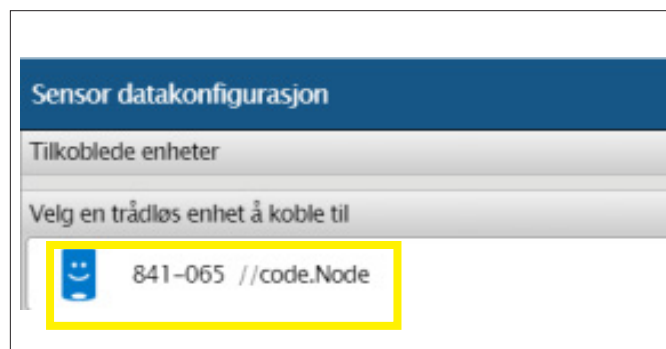 Sensor datakonfigurasjon
Tilkoblede enheter
Velg en trådløs enhet å koble til
841-065 //code.Node